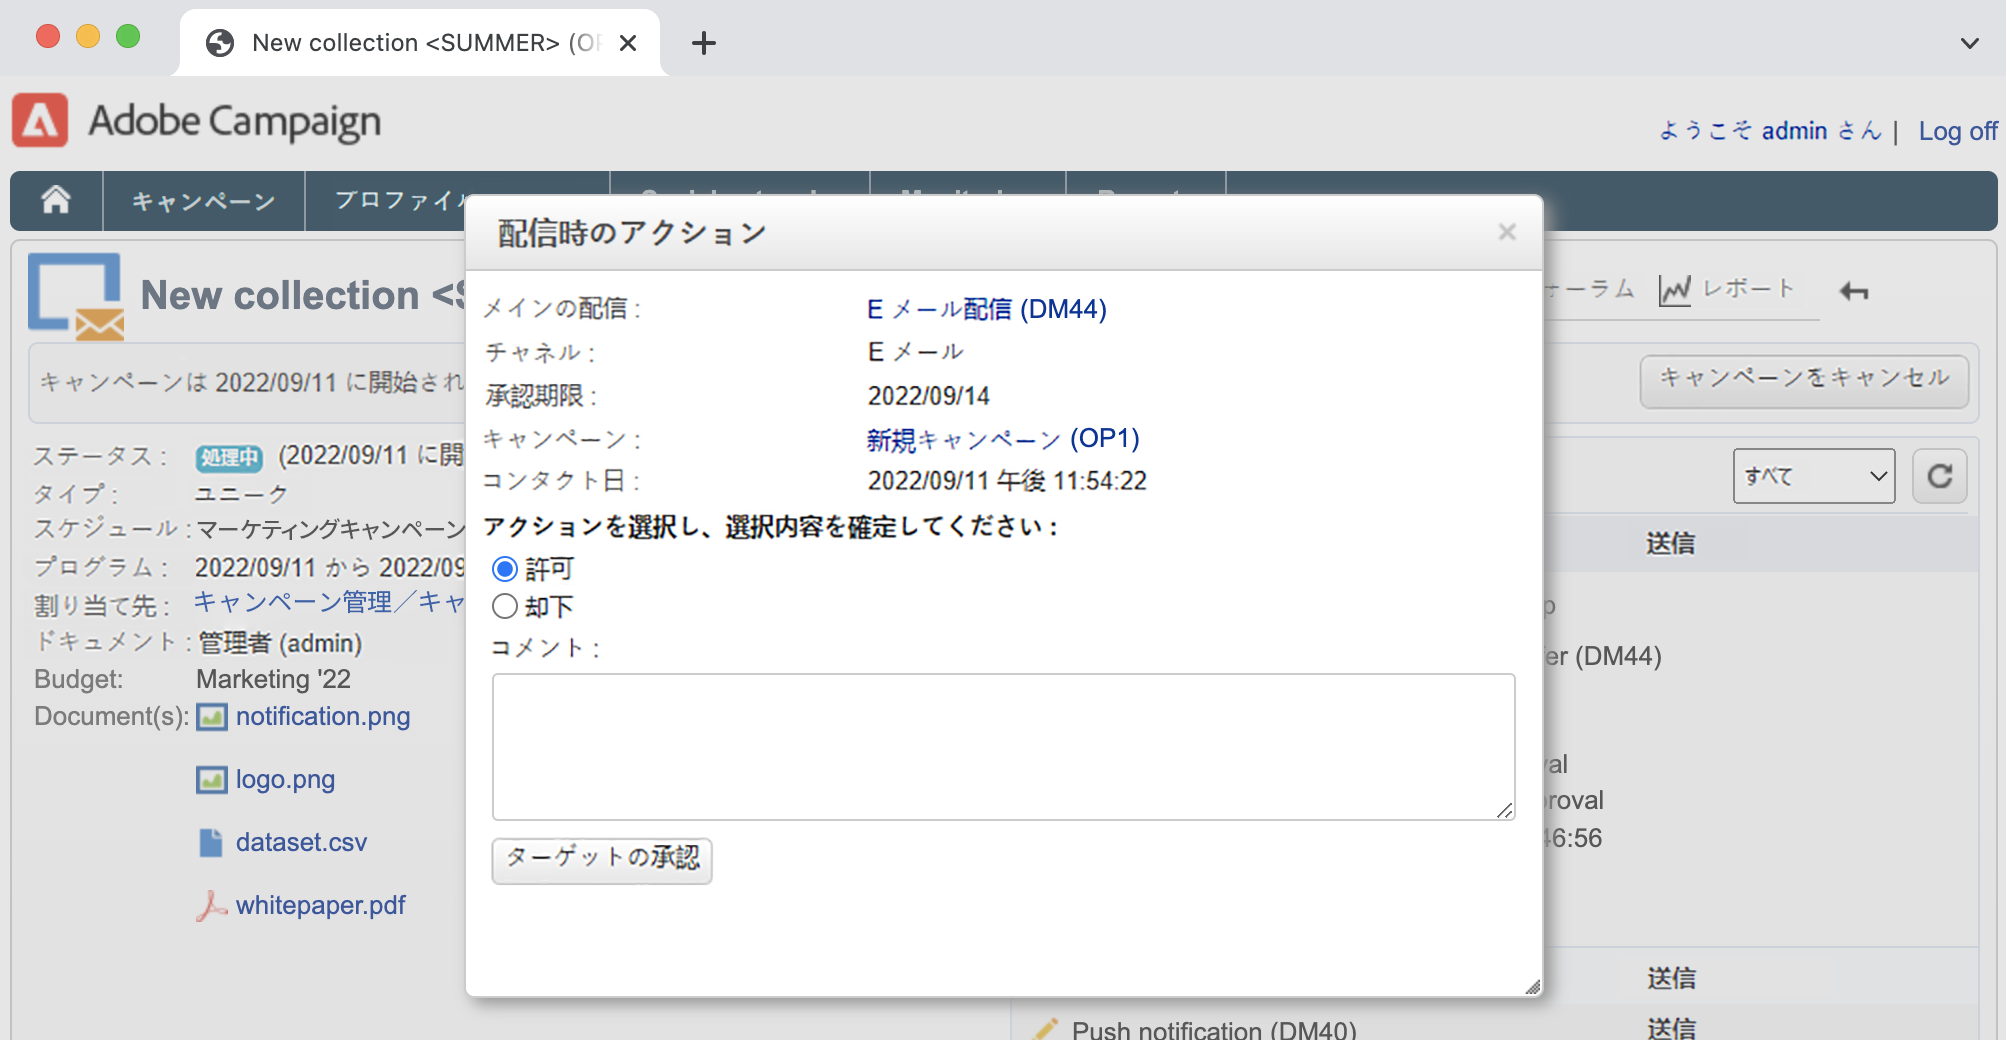 New collection <SUMMER> (OP
Adobe Campaign
ようこそ admin さん | Log off
キャンペーン
プロファイル
配信時のアクション
New collection <S
ォーラム
レポート
キャンペーンは 2022/09/11 に開始され
キャンペーンをキャンセル
ステータス : 処理中 (2022/09/11 に開
タイプ : ユニーク
スケジュール : マーケティングキャンペーン
プログラム : 2022/09/11 から 2022/09
割り当て先 : キャンペーン管理／キャ
ドキュメント : 管理者 (admin)
Budget: Marketing '22
Document(s): notification.png
logo.png
dataset.csv
whitepaper.pdf
メインの配信 : E メール配信 (DM44)
チャネル : E メール
承認期限 : 2022/09/14
キャンペーン : 新規キャンペーン (OP1)
コンタクト日 : 2022/09/11 午後 11:54:22
アクションを選択し、選択内容を確定してください :
許可
却下
コメント :
ターゲットの承認
すべて
送信
p
er (DM44)
val
proval
46:56
送信
Push notification (DM40)
送信